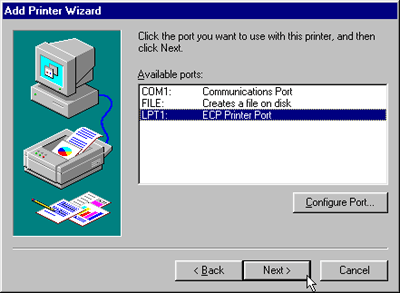 Add Printer Wizard
Click the port you want to use with this printer, and then
click Next.
Available ports:
COM1: Communications Port
FILE: Creates a file on disk
LPT1: ECP Printer Port
Configure Port...
< Back
Next >
Cancel